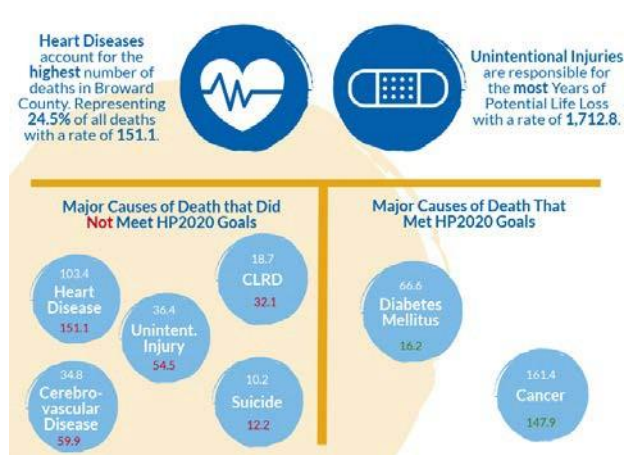 Heart Diseases
account for the
highest number of
deaths in Broward
County. Representing
24.5% of all deaths
with a rate of 151.1.
Unintentional Injuries
are responsible for
the most Years of
Potential Life Loss
with a rate of 1,712.8.
Major Causes of Death that Did
Not Meet HP2020 Goals
103.4
Heart
Disease
151.1
36.4
Unintent.
Injury
54.5
18.7
CLRD
32.1
34.8
Cerebro-
vascular
Disease
59.9
10.2
Suicide
12.2
Major Causes of Death That
Met HP2020 Goals
66.6
Diabetes
Mellitus
16.2
161.4
Cancer
147.9